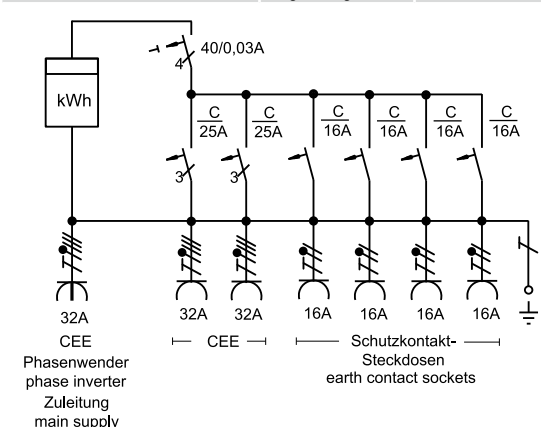 40/0,03A
4
kWh
C C C C C C
25A 25A 16A 16A 16A 16A
3 3
32A 32A 32A 16A 16A 16A 16A
CEE CEE Schutzkontakt-
Phasenwender Steckdosen
phase inverter earth contact sockets
Zuleitung
main supply